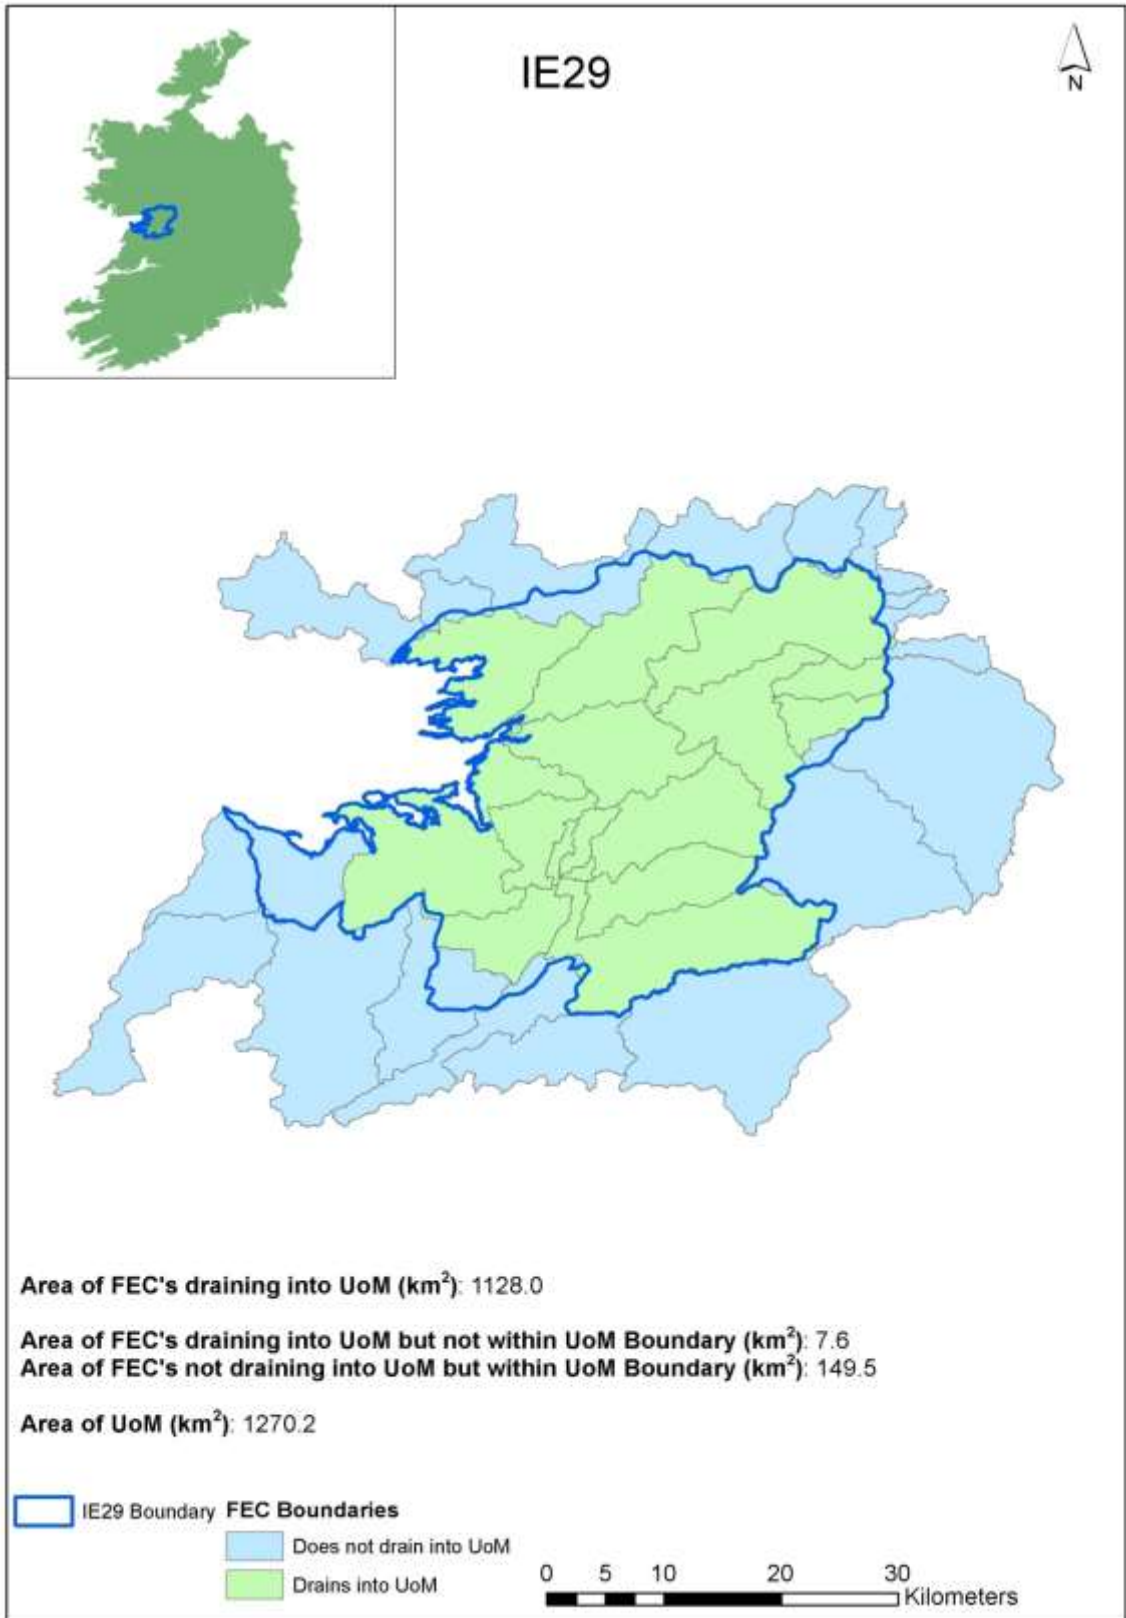 IE29
N
Area of FEC's draining into UoM (km²): 1128.0
Area of FEC's draining into UoM but not within UoM Boundary (km²): 7.6
Area of FEC's not draining into UoM but within UoM Boundary (km²): 149.5
Area of UoM (km²): 1270.2
IE29 Boundary FEC Boundaries
Does not drain into UoM
Drains into UoM
0 5 10 20 30
Kilometers